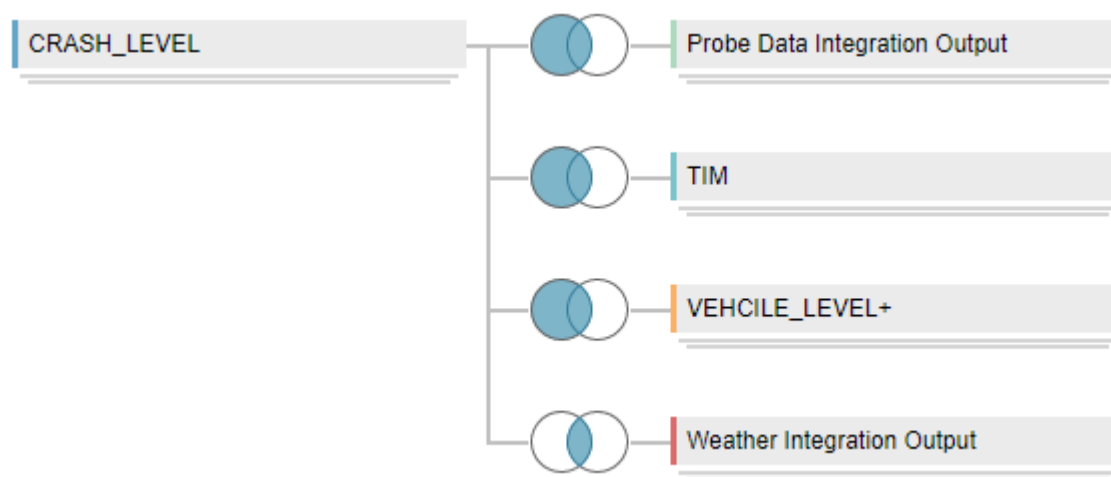 CRASH_LEVEL
Probe Data Integration Output
TIM
VEHCILE_LEVEL+
Weather Integration Output